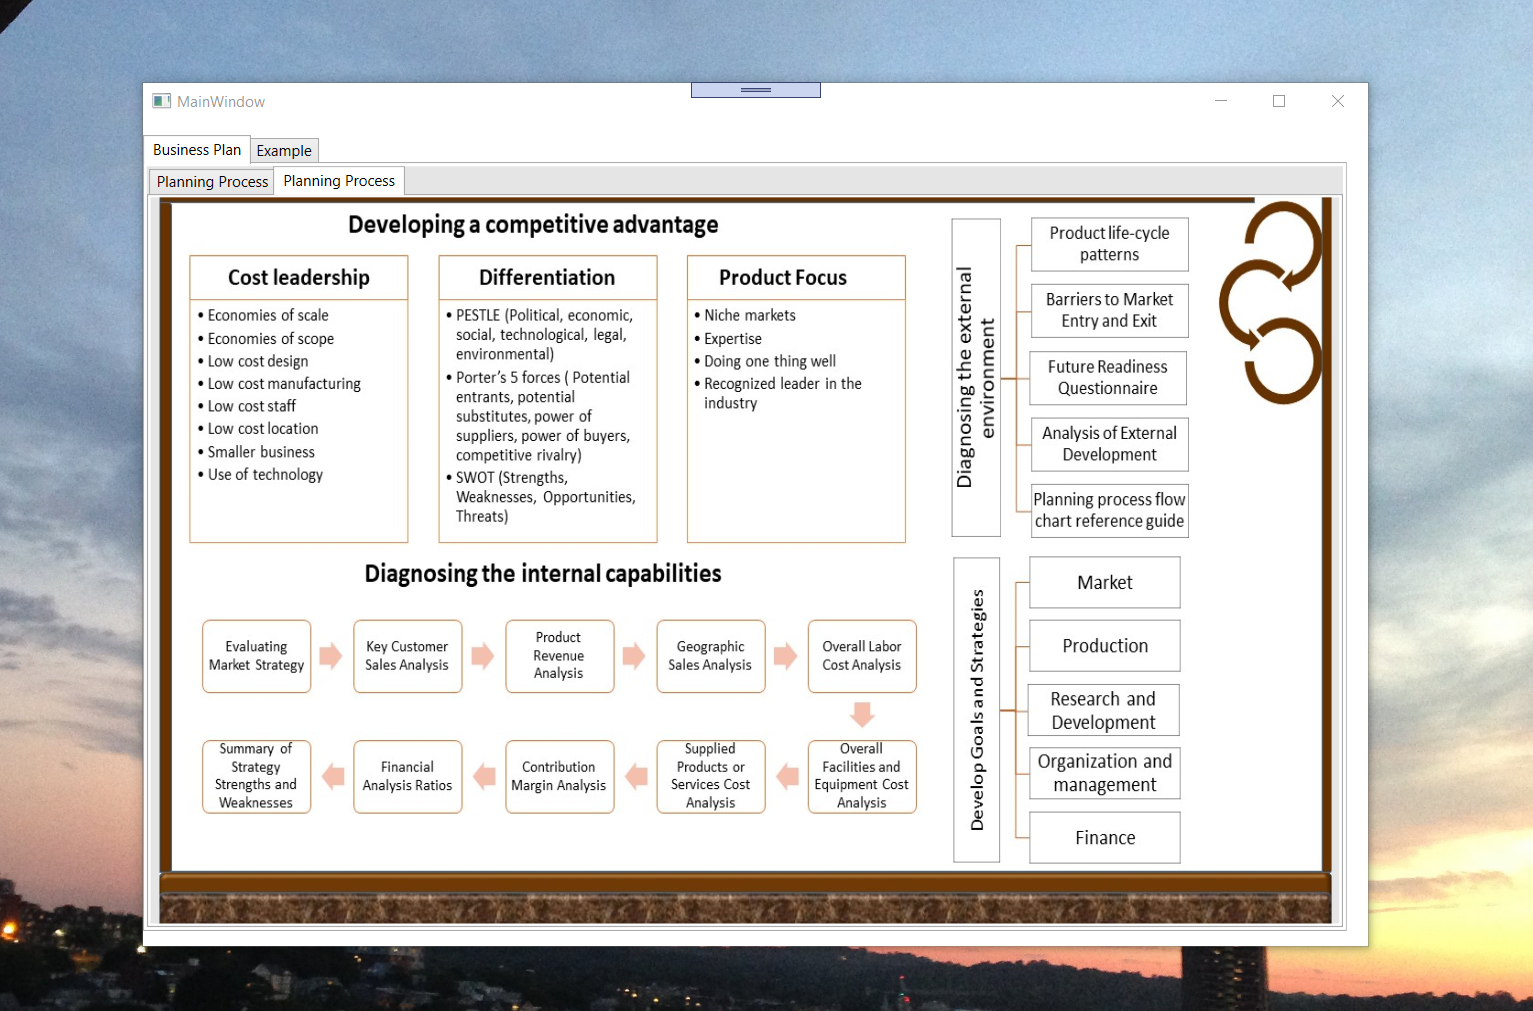 MainWindow
Business Plan
Example
Planning Process
Planning Process
Developing a competitive advantage
Cost leadership
• Economies of scale
• Economies of scope
• Low cost design
• Low cost manufacturing
• Low cost staff
• Low cost location
• Smaller business
• Use of technology
Differentiation
• PESTLE (Political, economic,
social, technological, legal,
environmental)
• Porter's 5 forces ( Potential
entrants, potential
substitutes, power of
suppliers, power of buyers,
competitive rivalry)
• SWOT (Strengths,
Weaknesses, Opportunities,
Threats)
Product Focus
• Niche markets
• Expertise
• Doing one thing well
• Recognized leader in the
industry
Diagnosing the external
environment
Product life-cycle
patterns
Barriers to Market
Entry and Exit
Future Readiness
Questionnaire
Analysis of External
Development
Planning process flow
chart reference guide
Diagnosing the internal capabilities
Evaluating
Market Strategy
Key Customer
Sales Analysis
Product
Revenue
Analysis
Geographic
Sales Analysis
Overall Labor
Cost Analysis
Overall
Facilities and
Equipment Cost
Analysis
Supplied
Products or
Services Cost
Analysis
Contribution
Margin Analysis
Financial
Analysis Ratios
Summary of
Strategy
Strengths and
Weaknesses
Develop Goals and Strategies
Market
Production
Research and
Development
Organization and
management
Finance